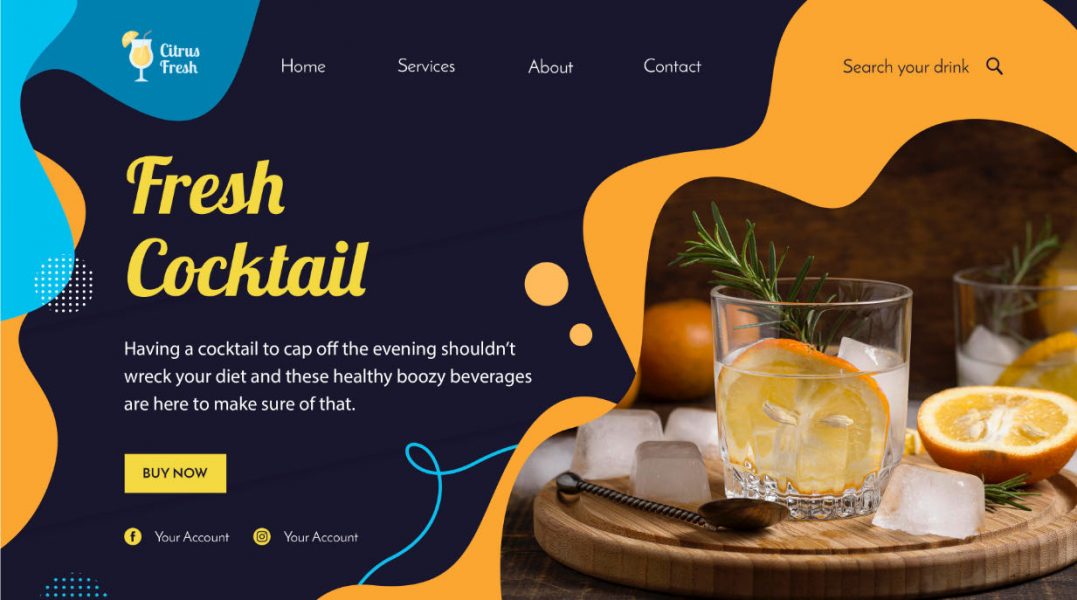 Citrus
Fresh
Home
Services
About
Contact
Search your drink
Fresh
Cocktail
Having a cocktail to cap off the evening shouldn't
wreck your diet and these healthy boozy beverages
are here to make sure of that.
BUY NOW
Your Account
Your Account